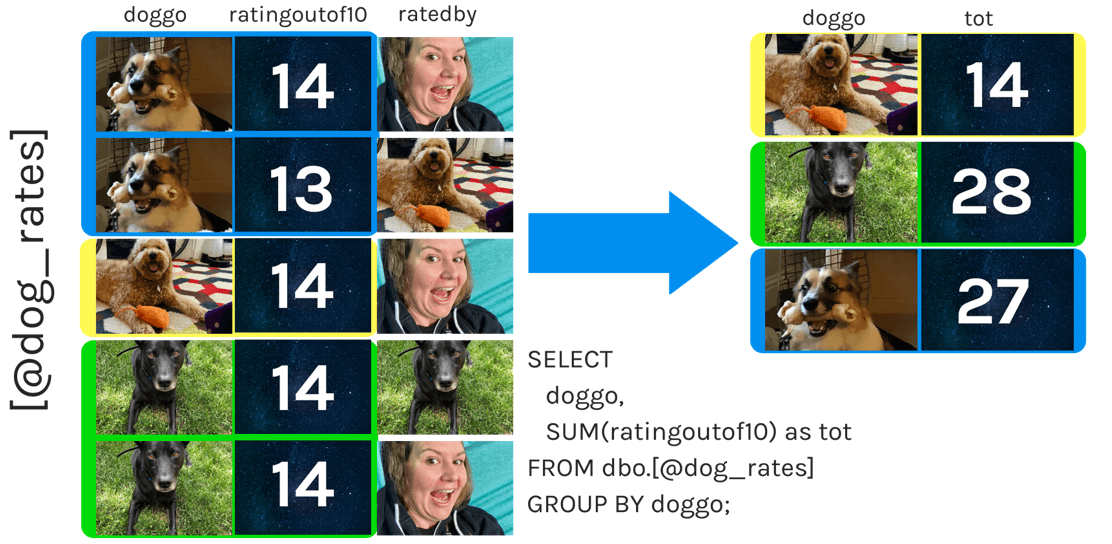 doggo ratingoutof10 ratedby
[@dog_rates]
14
13
14
14
14
doggo tot
14
28
27
SELECT
doggo,
SUM(ratingoutof10) as tot
FROM dbo.[@dog_rates]
GROUP BY doggo;